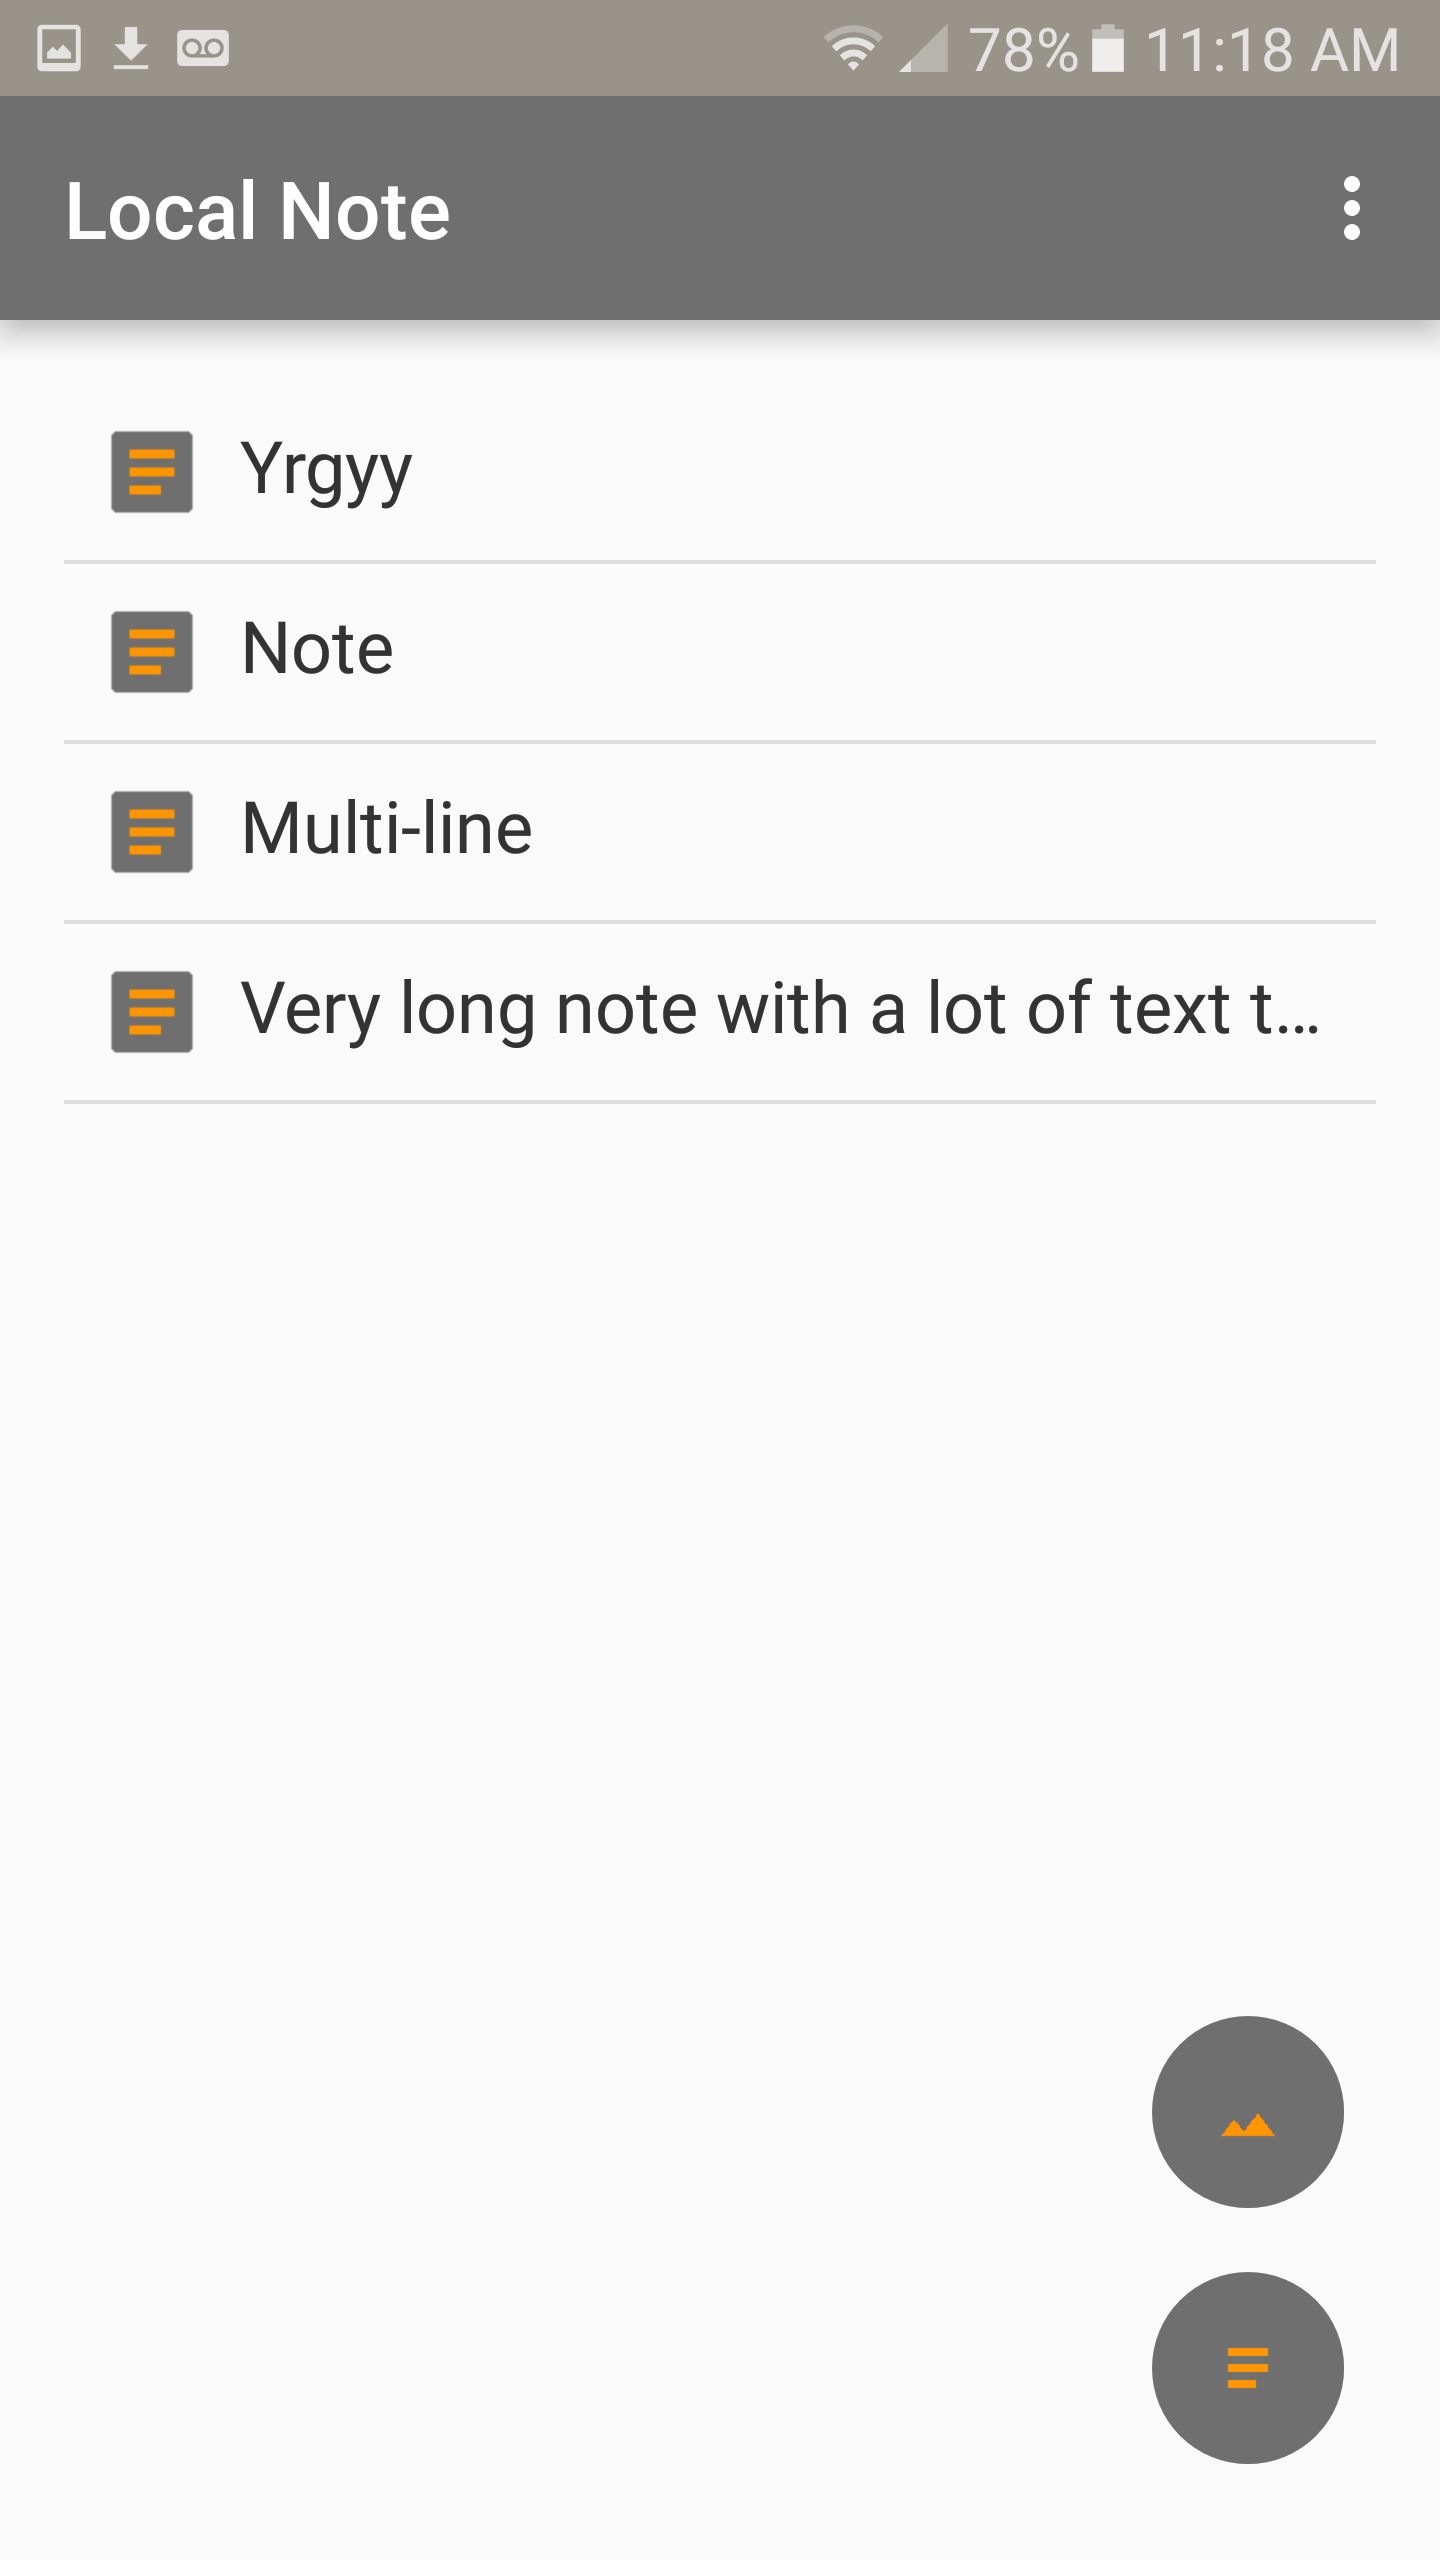 78% 11:18 AM
Local Note
Yrgyy
Note
Multi-line
Very long note with a lot of text t...